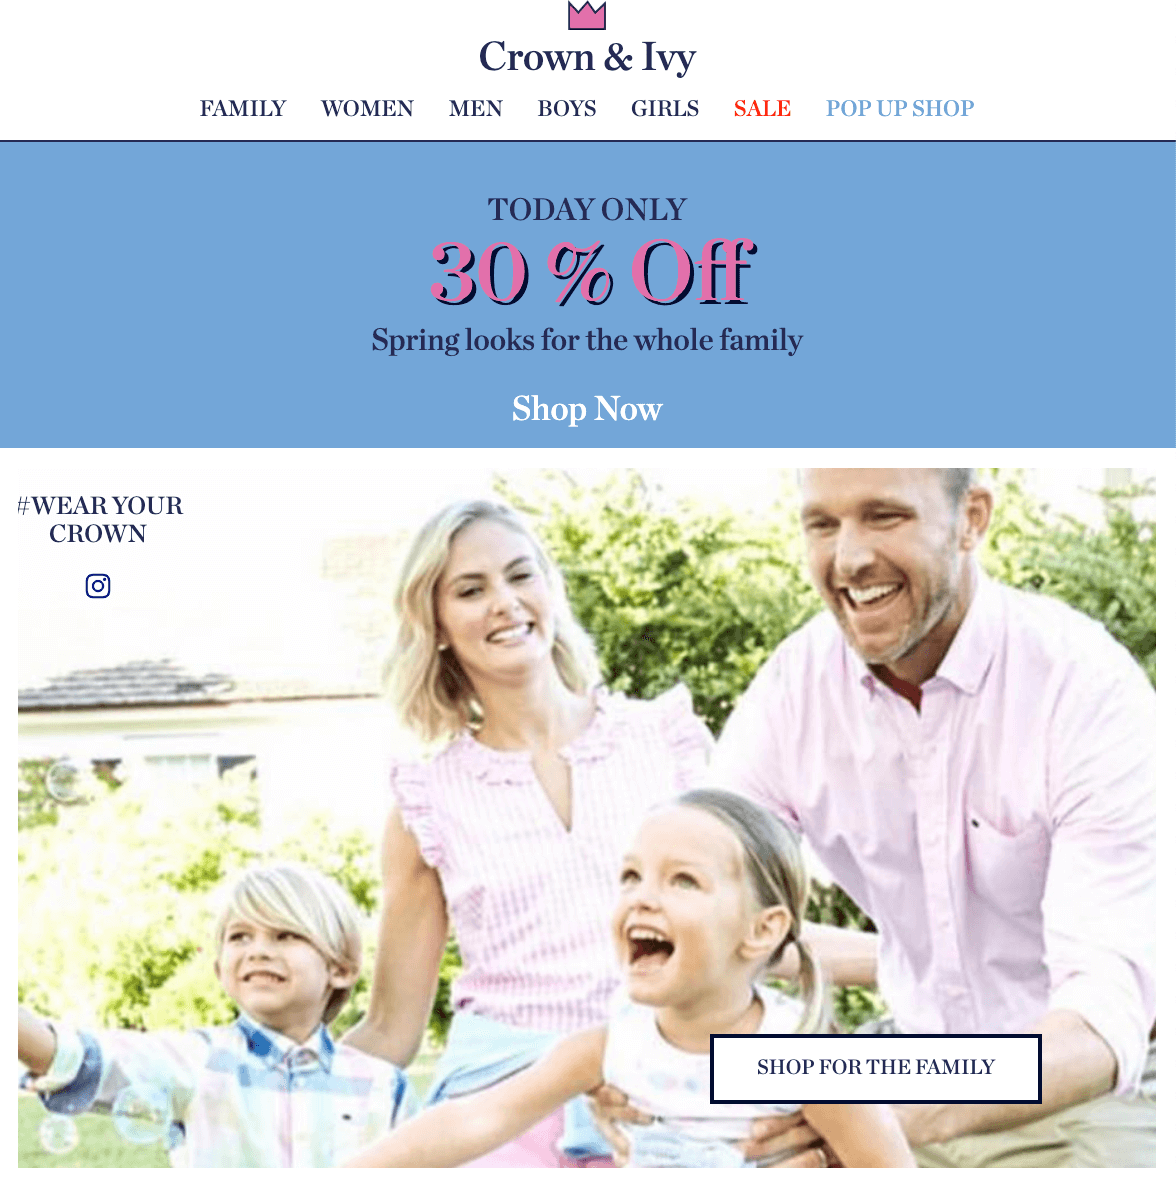 Crown & Ivy
FAMILY WOMEN MEN BOYS GIRLS SALE POP UP SHOP
TODAY ONLY
30 % Off
Spring looks for the whole family
Shop Now
#WEAR YOUR
CROWN
SHOP FOR THE FAMILY